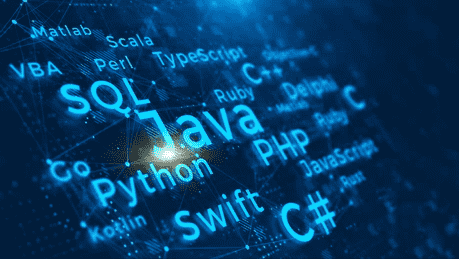 Matlab
Scala
VBA
Perl
TypeScript
C++
SQL
Ruby
Delphi
C
Java
Ruby
PHP
JavaScript
Go
Python
Kotlin
Swift
C#